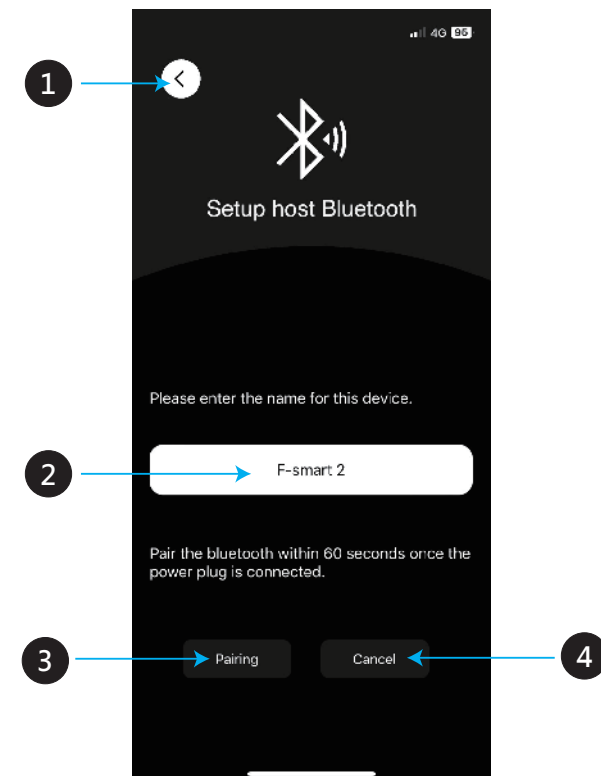 4G 95
1
Setup host Bluetooth
Please enter the name for this device.
2
F-smart 2
Pair the bluetooth within 60 seconds once the
power plug is connected.
3
Pairing
Cancel
4